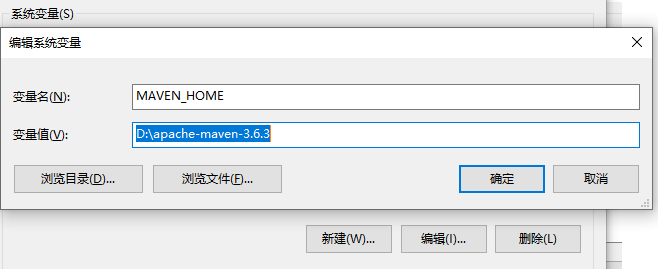 系统变量(S)
编辑系统变量
变量名(N):
MAVEN_HOME
变量值(V):
D:\apache-maven-3.6.3
浏览目录(D)... 浏览文件(F)... 确定 取消
新建(W)... 编辑(I)... 删除(L)